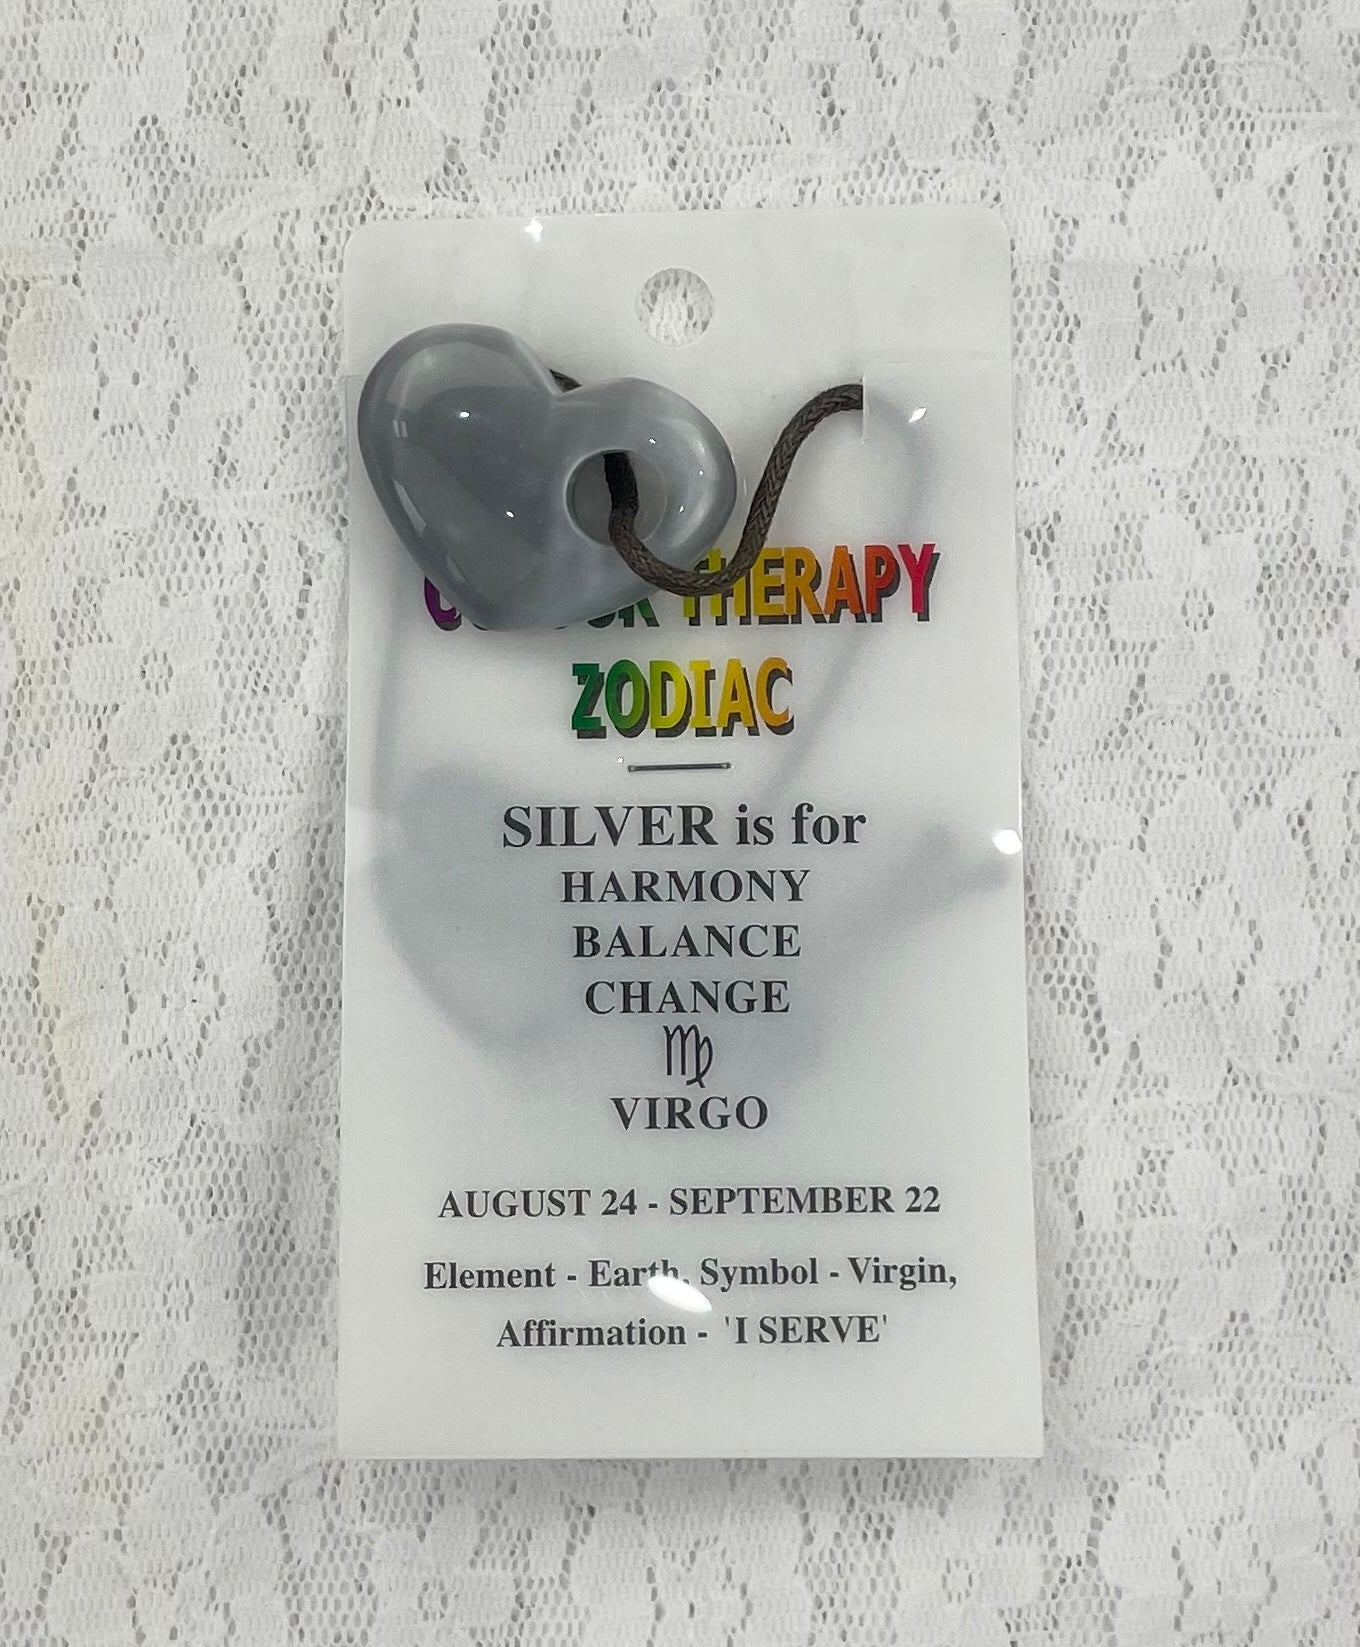 THERAPY
ZODIAC
SILVER is for
HARMONY
BALANCE
CHANGE
♍
VIRGO
AUGUST 24 - SEPTEMBER 22
Element - Earth, Symbol - Virgin,
Affirmation - 'I SERVE'